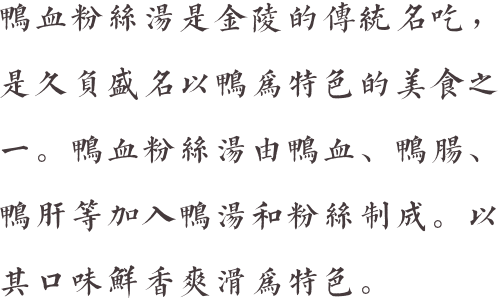 鴨血粉絲湯是金陵的傳統名吃，
是久負盛名以鴨爲特色的美食之
一。鴨血粉絲湯由鴨血、鴨腸、
鴨肝等加入鴨湯和粉絲制成。以
其口味鮮香爽滑爲特色。